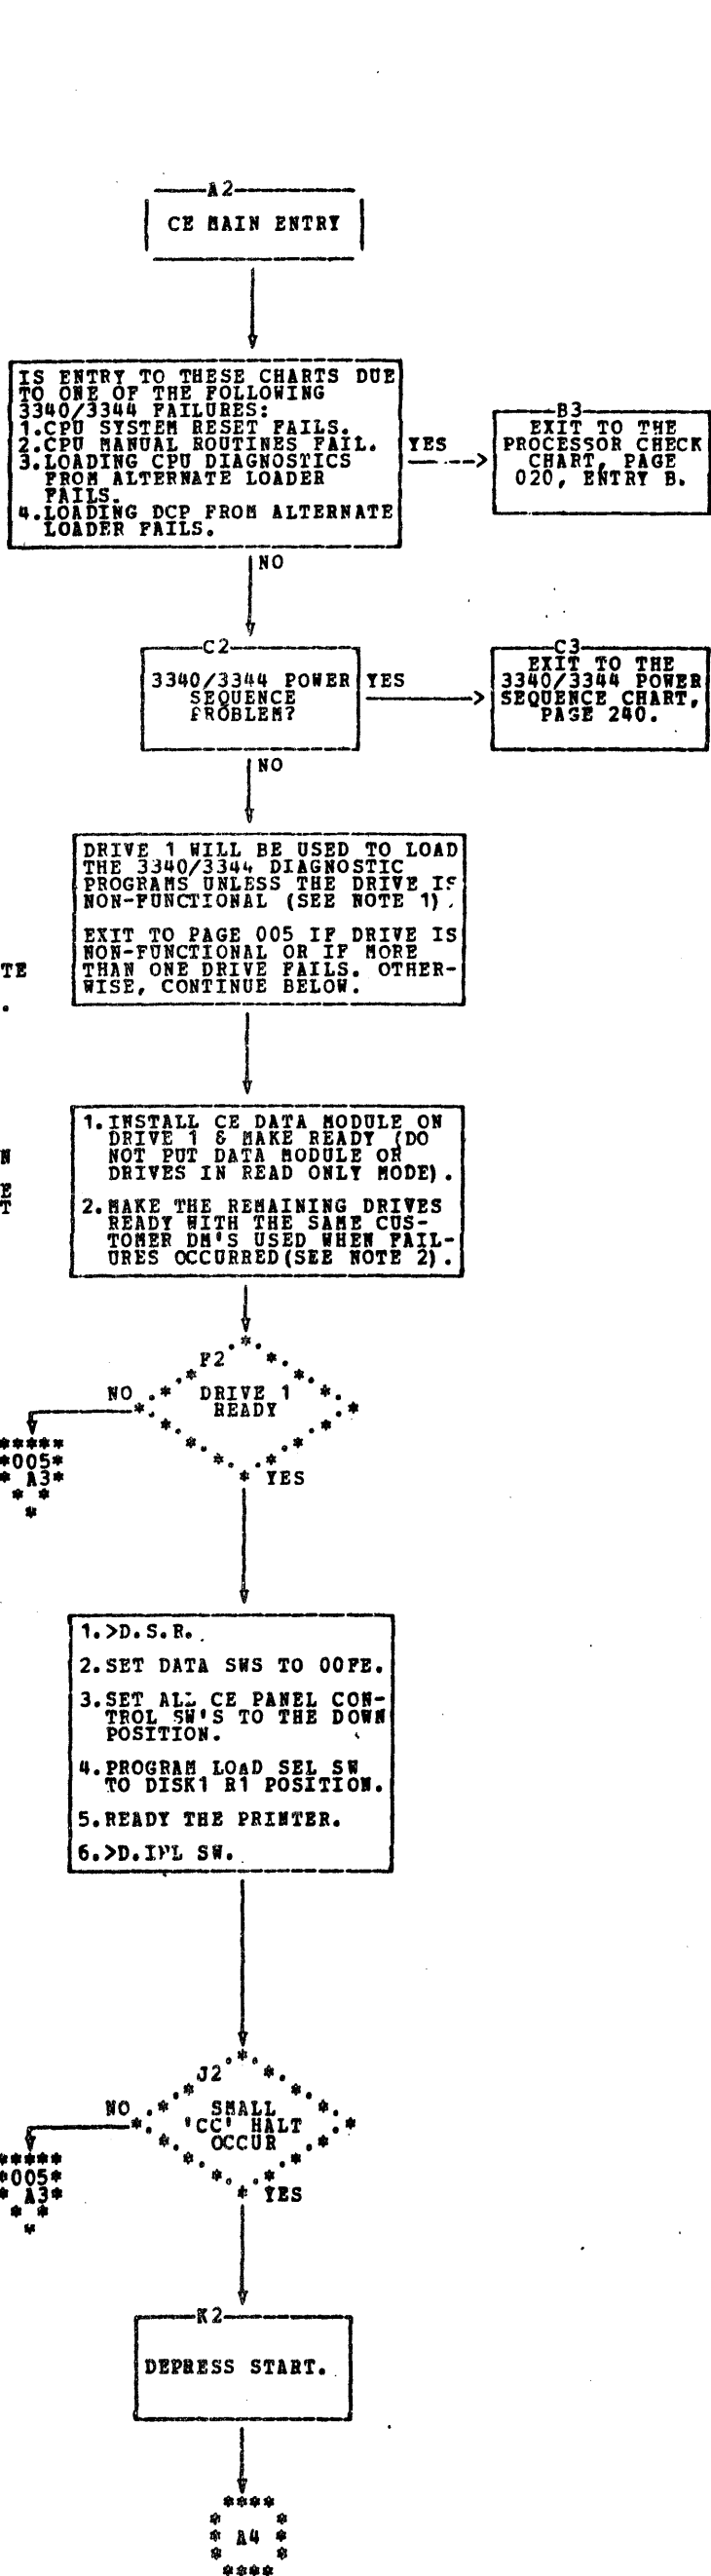 A2
CE MAIN ENTRY
IS ENTRY TO THESE CHARTS DUE
TO ONE OF THE FOLLOWING
3340/3344 FAILURES:
1.CPU SYSTEM RESET FAILS.
2.CPU MANUAL ROUTINES FAIL.
3.LOADING CPU DIAGNOSTICS
FROM ALTERNATE LOADER
FAILS.
4.LOADING DCP FROM ALTERNATE
LOADER FAILS.
YES
B3
EXIT TO THE
PROCESSOR CHECK
CHART, PAGE
020, ENTRY B.
NO
C2
3340/3344 POWER
SEQUENCE
PROBLEM?
YES
C3
EXIT TO THE
3340/3344 POWER
SEQUENCE CHART,
PAGE 240.
NO
DRIVE 1 WILL BE USED TO LOAD
THE 3340/3344 DIAGNOSTIC
PROGRAMS UNLESS THE DRIVE IS
NON-FUNCTIONAL (SEE NOTE 1).
EXIT TO PAGE 005 IF DRIVE IS
NON-FUNCTIONAL OR IF MORE
THAN ONE DRIVE FAILS. OTHER-
WISE, CONTINUE BELOW.
TE
.
1.INSTALL CE DATA MODULE ON
DRIVE 1 & MAKE READY (DO
NOT PUT DATA MODULE OR
DRIVES IN READ ONLY MODE).
2.MAKE THE REMAINING DRIVES
READY WITH THE SAME CUS-
TOMER DM'S USED WHEN FAIL-
URES OCCURRED(SEE NOTE 2).
N
E
T
F2
DRIVE 1
READY
NO
YES
*****
*005*
* A3*
* *
*
1.>D.S.R.
2.SET DATA SWS TO 00FE.
3.SET ALL CE PANEL CON-
TROL SW'S TO THE DOWN
POSITION.
4.PROGRAM LOAD SEL SW
TO DISK1 R1 POSITION.
5.READY THE PRINTER.
6.>D.IPL SW.
J2
SMALL
'CC' HALT
OCCUR
NO
YES
*****
*005*
* A3*
* *
*
K2
DEPRESS START.
****
* *
* A4 *
* *
****